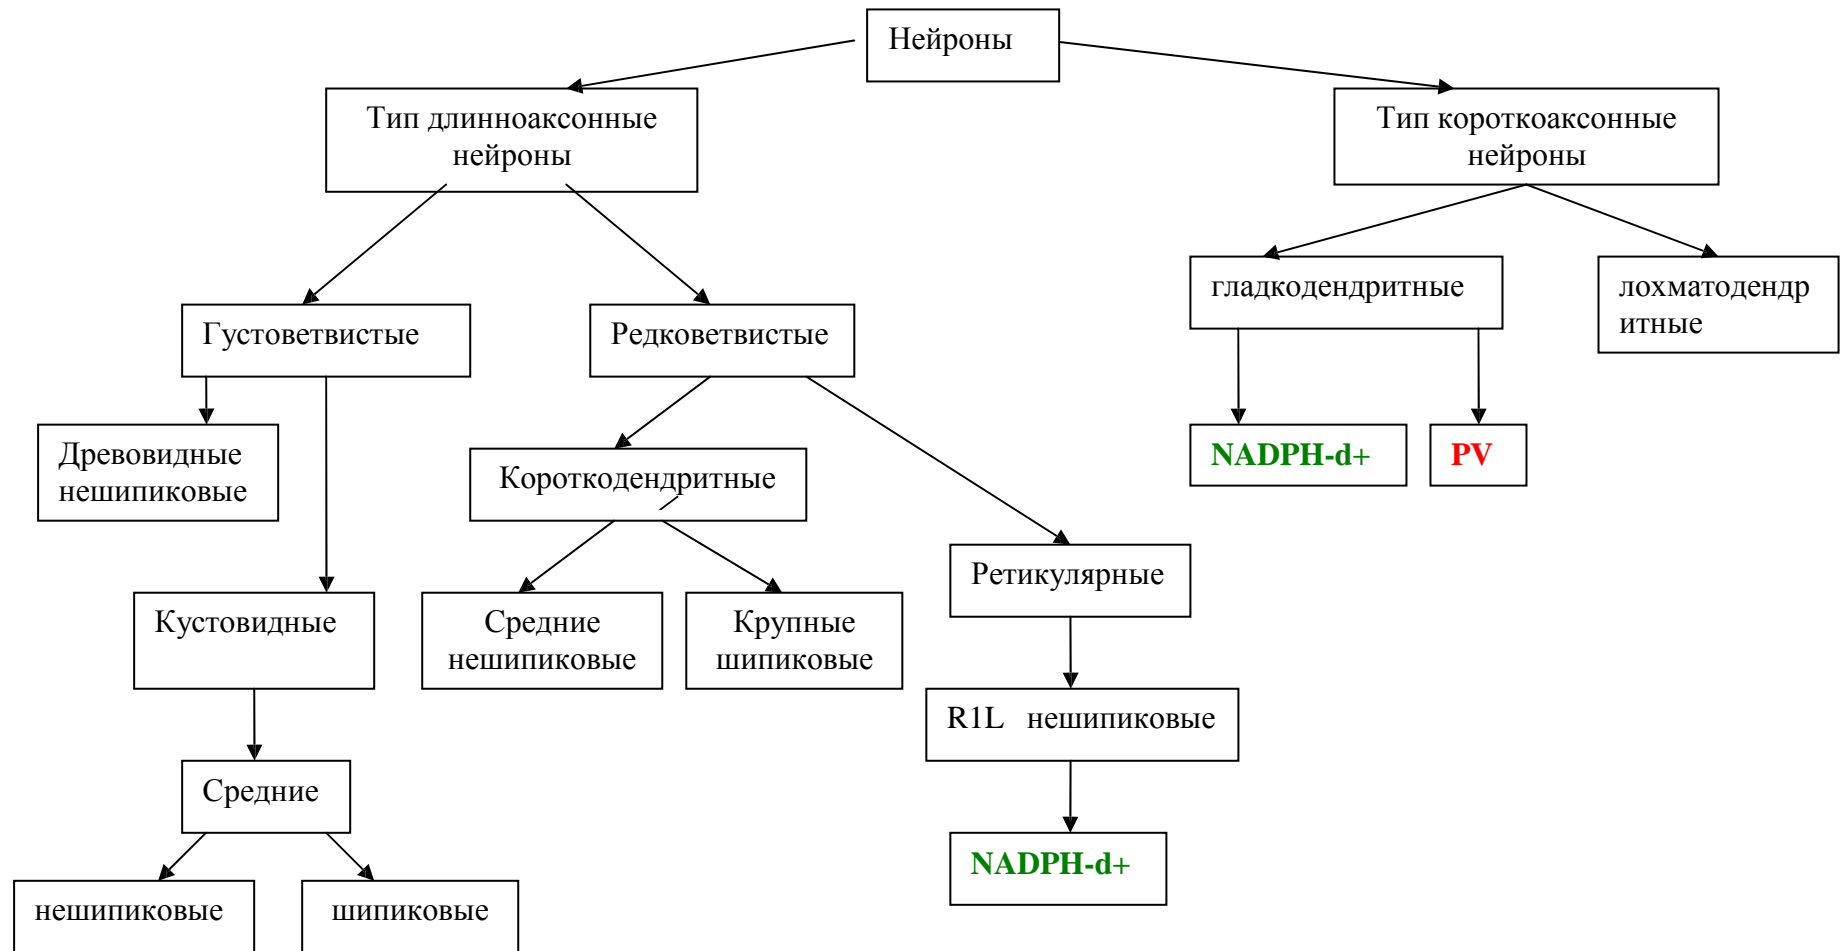 Нейроны
Тип длинноаксонные
нейроны
Тип короткоаксонные
нейроны
гладкодендритные
лохматодендр
итные
Густоветвистые
Редковетвистые
Древовидные
нешипиковые
Короткодендритные
NADPH-d+
PV
Ретикулярные
Кустовидные
Средние
нешипиковые
Крупные
шипиковые
R1L нешипиковые
Средние
NADPH-d+
нешипиковые
шипиковые